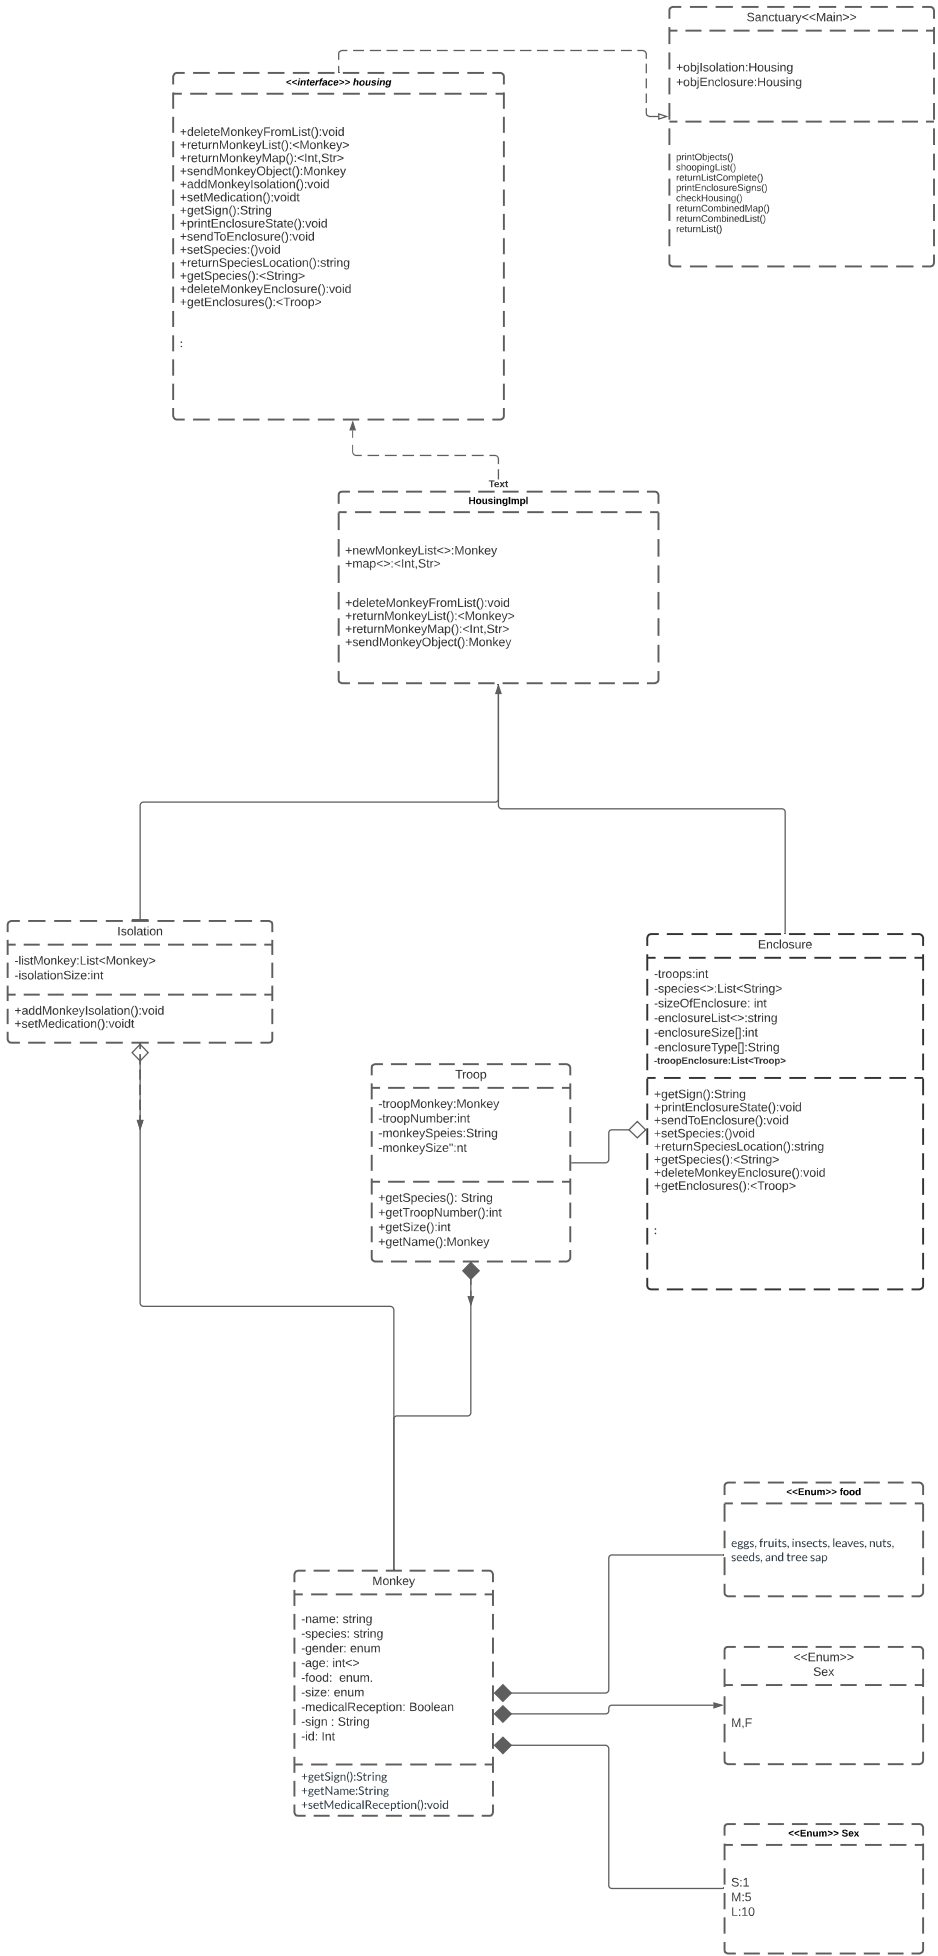 Sanctuary<<Main>>
+objIsolation:Housing
+objEnclosure:Housing
printObjects()
shoopingList()
returnListComplete()
printEnclosureSigns()
checkHousing()
returnCombinedMap()
returnCombinedList()
returnList()
<<interface>> housing
+deleteMonkeyFromList():void
+returnMonkeyList():<Monkey>
+returnMonkeyMap():<Int,Str>
+sendMonkeyObject():Monkey
+addMonkeyIsolation():void
+setMedication():voidt
+getSign():String
+printEnclosureState():void
+sendToEnclosure():void
+setSpecies:()void
+returnSpeciesLocation():string
+getSpecies():<String>
+deleteMonkeyEnclosure():void
+getEnclosures():<Troop>
:
Text
HousingImpl
+newMonkeyList<>:Monkey
+map<>:<Int,Str>
+deleteMonkeyFromList():void
+returnMonkeyList():<Monkey>
+returnMonkeyMap():<Int,Str>
+sendMonkeyObject():Monkey
Isolation
-listMonkey:List<Monkey>
-isolationSize:int
+addMonkeyIsolation():void
+setMedication():voidt
Enclosure
-troops:int
-species<>:List<String>
-sizeOfEnclosure: int
-enclosureList<>:string
-enclosureSize[]:int
-enclosureType[]:String
-troopEnclosure:List<Troop>
+getSign():String
+printEnclosureState():void
+sendToEnclosure():void
+setSpecies:()void
+returnSpeciesLocation():string
+getSpecies():<String>
+deleteMonkeyEnclosure():void
+getEnclosures():<Troop>
:
Troop
-troopMonkey:Monkey
-troopNumber:int
-monkeySpeies:String
-monkeySize":nt
+getSpecies(): String
+getTroopNumber():int
+getSize():int
+getName():Monkey
<<Enum>> food
eggs, fruits, insects, leaves, nuts,
seeds, and tree sap
Monkey
-name: string
-species: string
-gender: enum
-age: int<>
-food:  enum.
-size: enum
-medicalReception: Boolean
-sign : String
-id: Int
+getSign():String
+getName:String
+setMedicalReception():void
<<Enum>>
Sex
M,F
<<Enum>> Sex
S:1
M:5
L:10